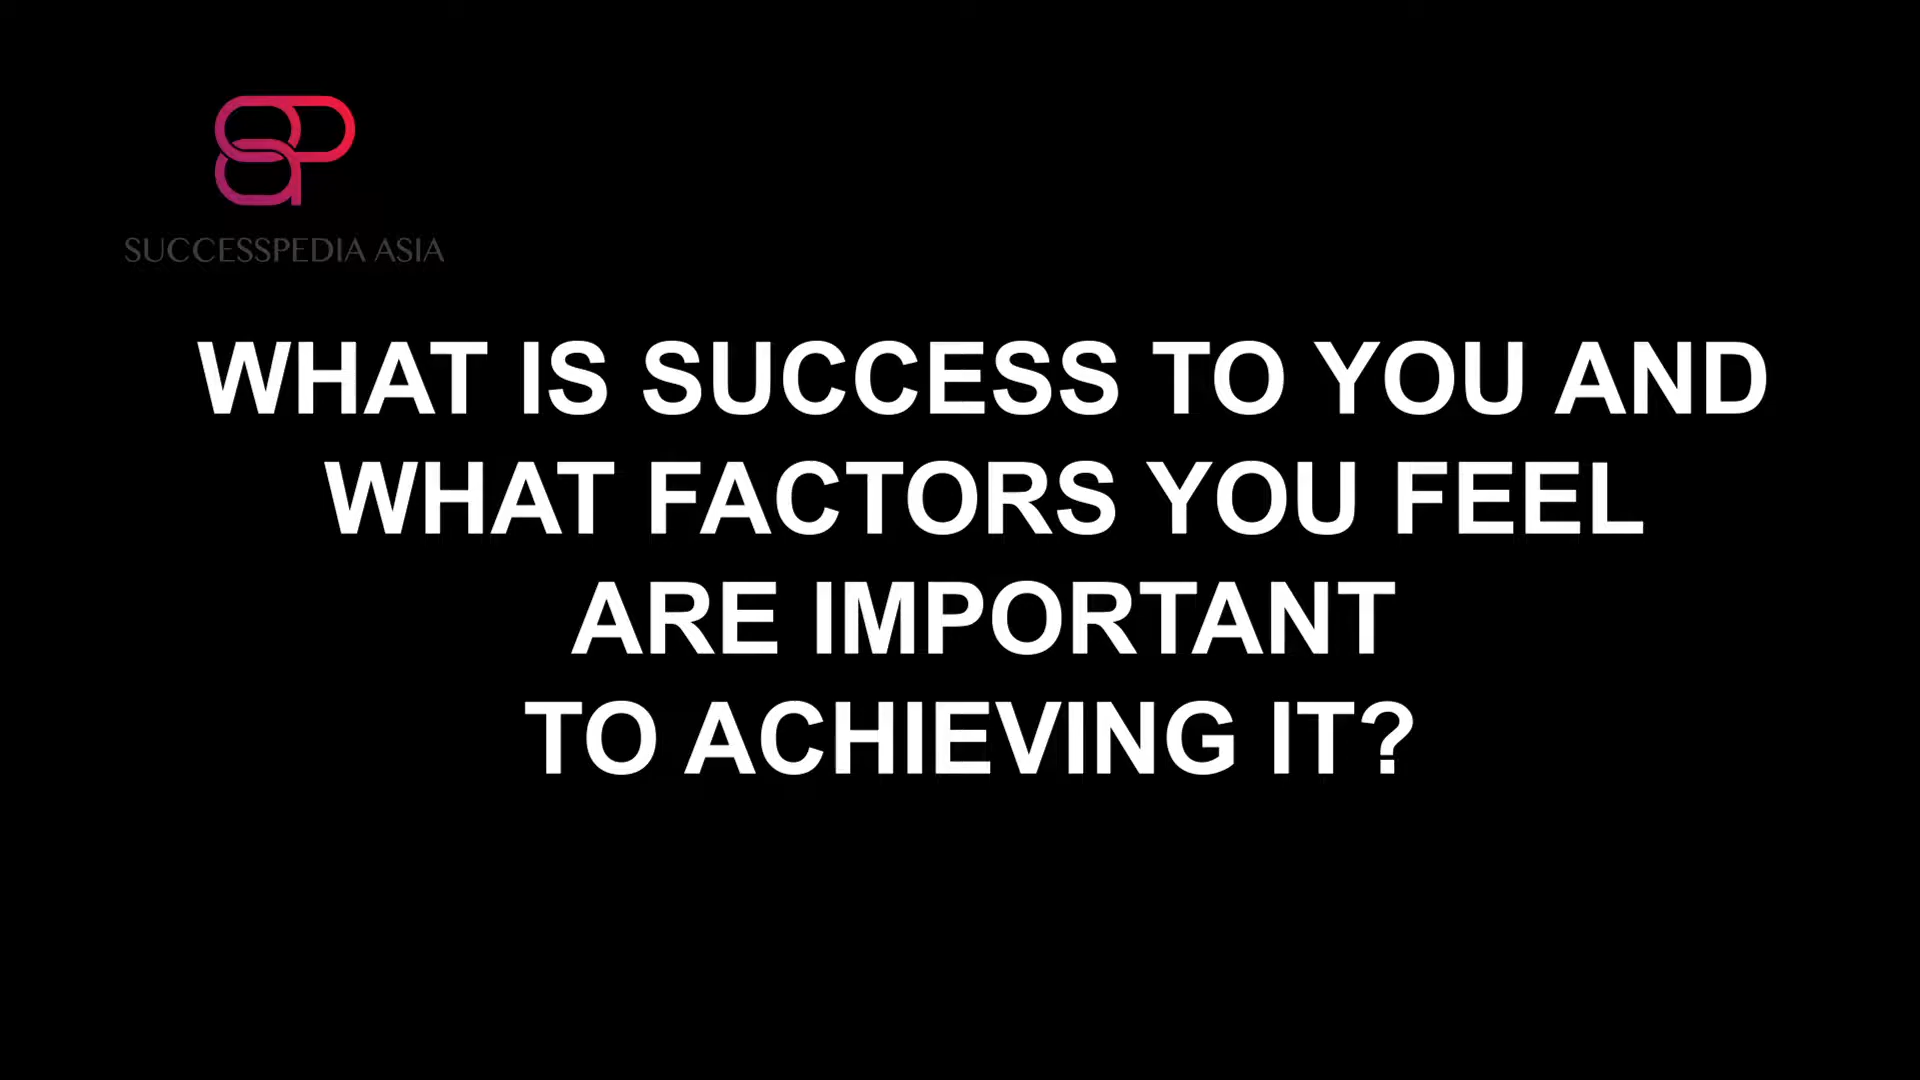 SUCCESSPEDIA ASIA
WHAT IS SUCCESS TO YOU AND
WHAT FACTORS YOU FEEL
ARE IMPORTANT
TO ACHIEVING IT?